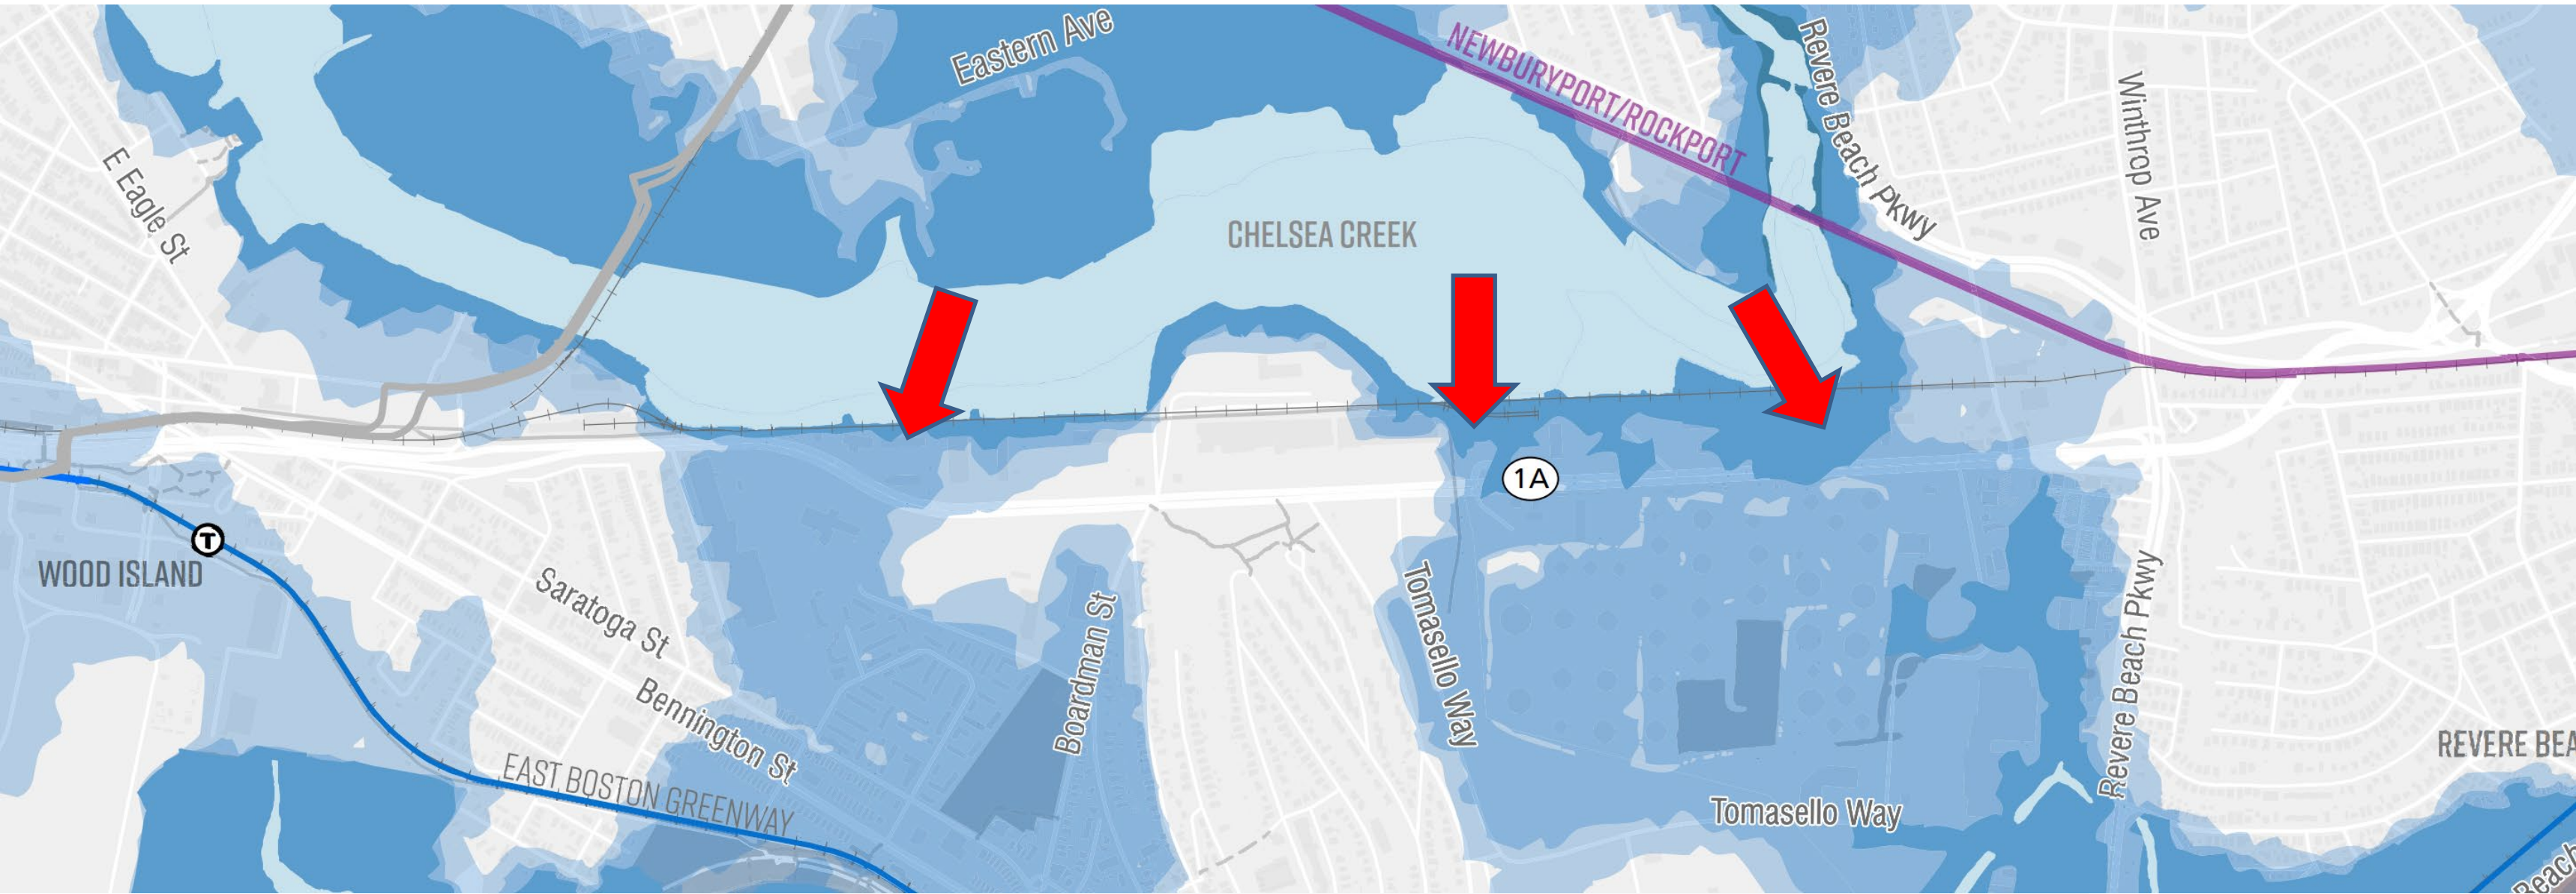 Eastern Ave
NEWBURYPORT/ROCKPORT
Revere Beach Pkwy
Winthrop Ave
E Eagle St
CHELSEA CREEK
1A
T
WOOD ISLAND
Saratoga St
Bennington St
Boardman St
Tomasello Way
Revere Beach Pkwy
EAST BOSTON GREENWAY
Tomasello Way
REVERE BEA
Beach